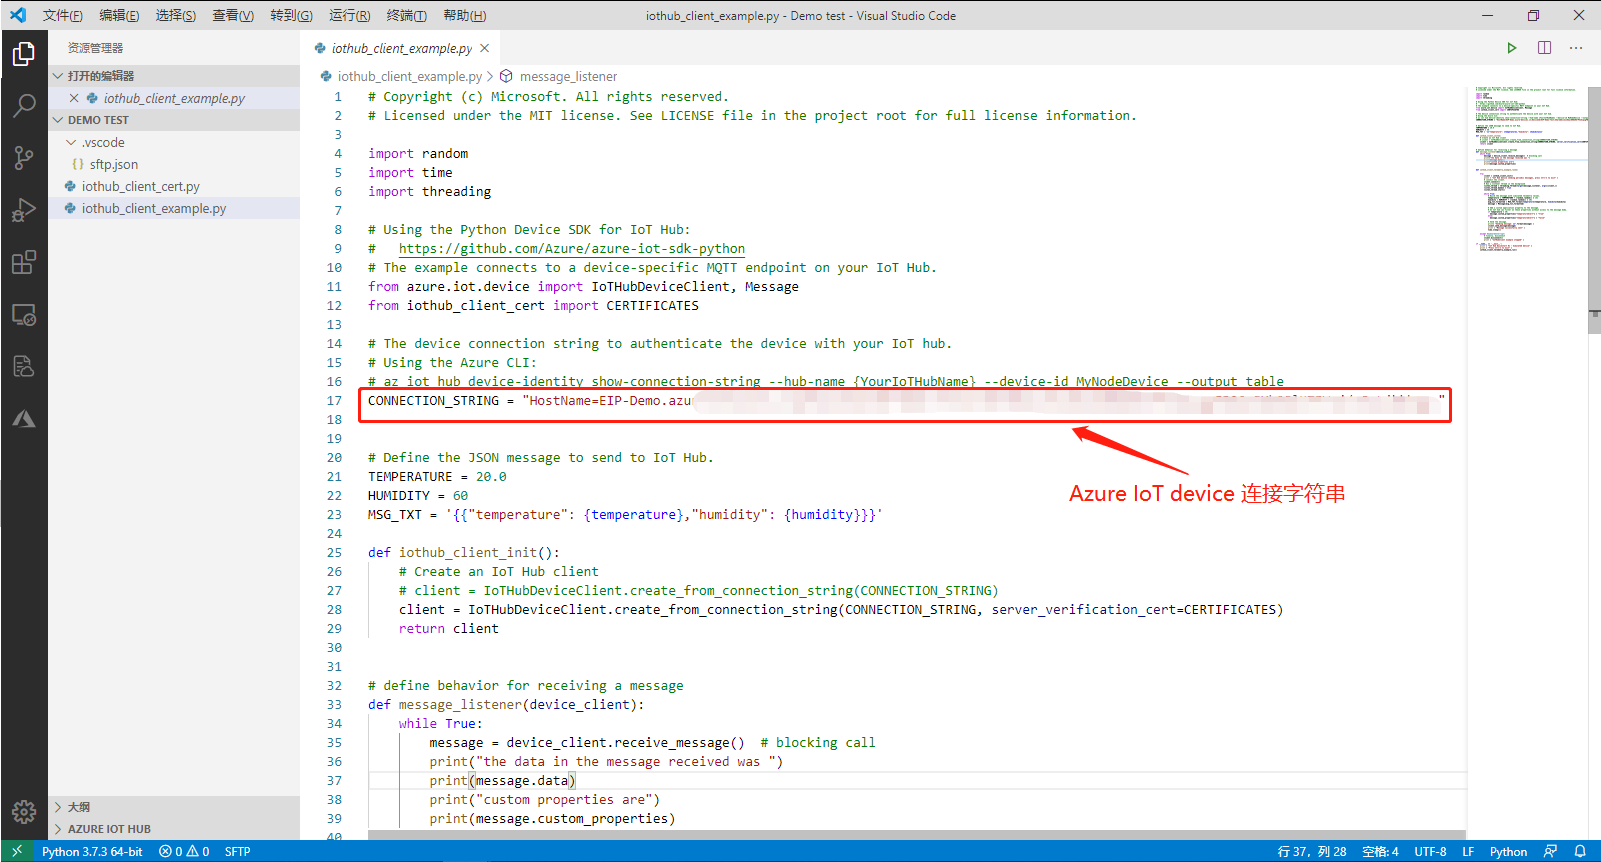 文件(F) 编辑(E) 选择(S) 查看(V) 转到(G) 运行(R) 终端(T) 帮助(H)
iothub_client_example.py - Demo test - Visual Studio Code
资源管理器
打开的编辑器
iothub_client_example.py
DEMO TEST
.vscode
{} sftp.json
iothub_client_cert.py
iothub_client_example.py
大纲
AZURE IOT HUB
iothub_client_example.py
iothub_client_example.py > message_listener
1 # Copyright (c) Microsoft. All rights reserved.
2 # Licensed under the MIT license. See LICENSE file in the project root for full license information.
3
4 import random
5 import time
6 import threading
7
8 # Using the Python Device SDK for IoT Hub:
9 #   https://github.com/Azure/azure-iot-sdk-python
10 # The example connects to a device-specific MQTT endpoint on your IoT Hub.
11 from azure.iot.device import IoTHubDeviceClient, Message
12 from iothub_client_cert import CERTIFICATES
13
14 # The device connection string to authenticate the device with your IoT hub.
15 # Using the Azure CLI:
16 # az iot hub device-identity show-connection-string --hub-name {YourIoTHubName} --device-id MyNodeDevice --output table
17 CONNECTION_STRING = "HostName=EIP-Demo.azu
18
19
20 # Define the JSON message to send to IoT Hub.
21 TEMPERATURE = 20.0
22 HUMIDITY = 60
23 MSG_TXT = '{{"temperature": {temperature},"humidity": {humidity}}}'
24
25 def iothub_client_init():
26     # Create an IoT Hub client
27     # client = IoTHubDeviceClient.create_from_connection_string(CONNECTION_STRING)
28     client = IoTHubDeviceClient.create_from_connection_string(CONNECTION_STRING, server_verification_cert=CERTIFICATES)
29     return client
30
31
32 # define behavior for receiving a message
33 def message_listener(device_client):
34     while True:
35         message = device_client.receive_message()  # blocking call
36         print("the data in the message received was ")
37         print(message.data)
38         print("custom properties are")
39         print(message.custom_properties)
40
Azure IoT device 连接字符串
Python 3.7.3 64-bit 0 0 SFTP
行 37，列 28 空格: 4 UTF-8 LF Python